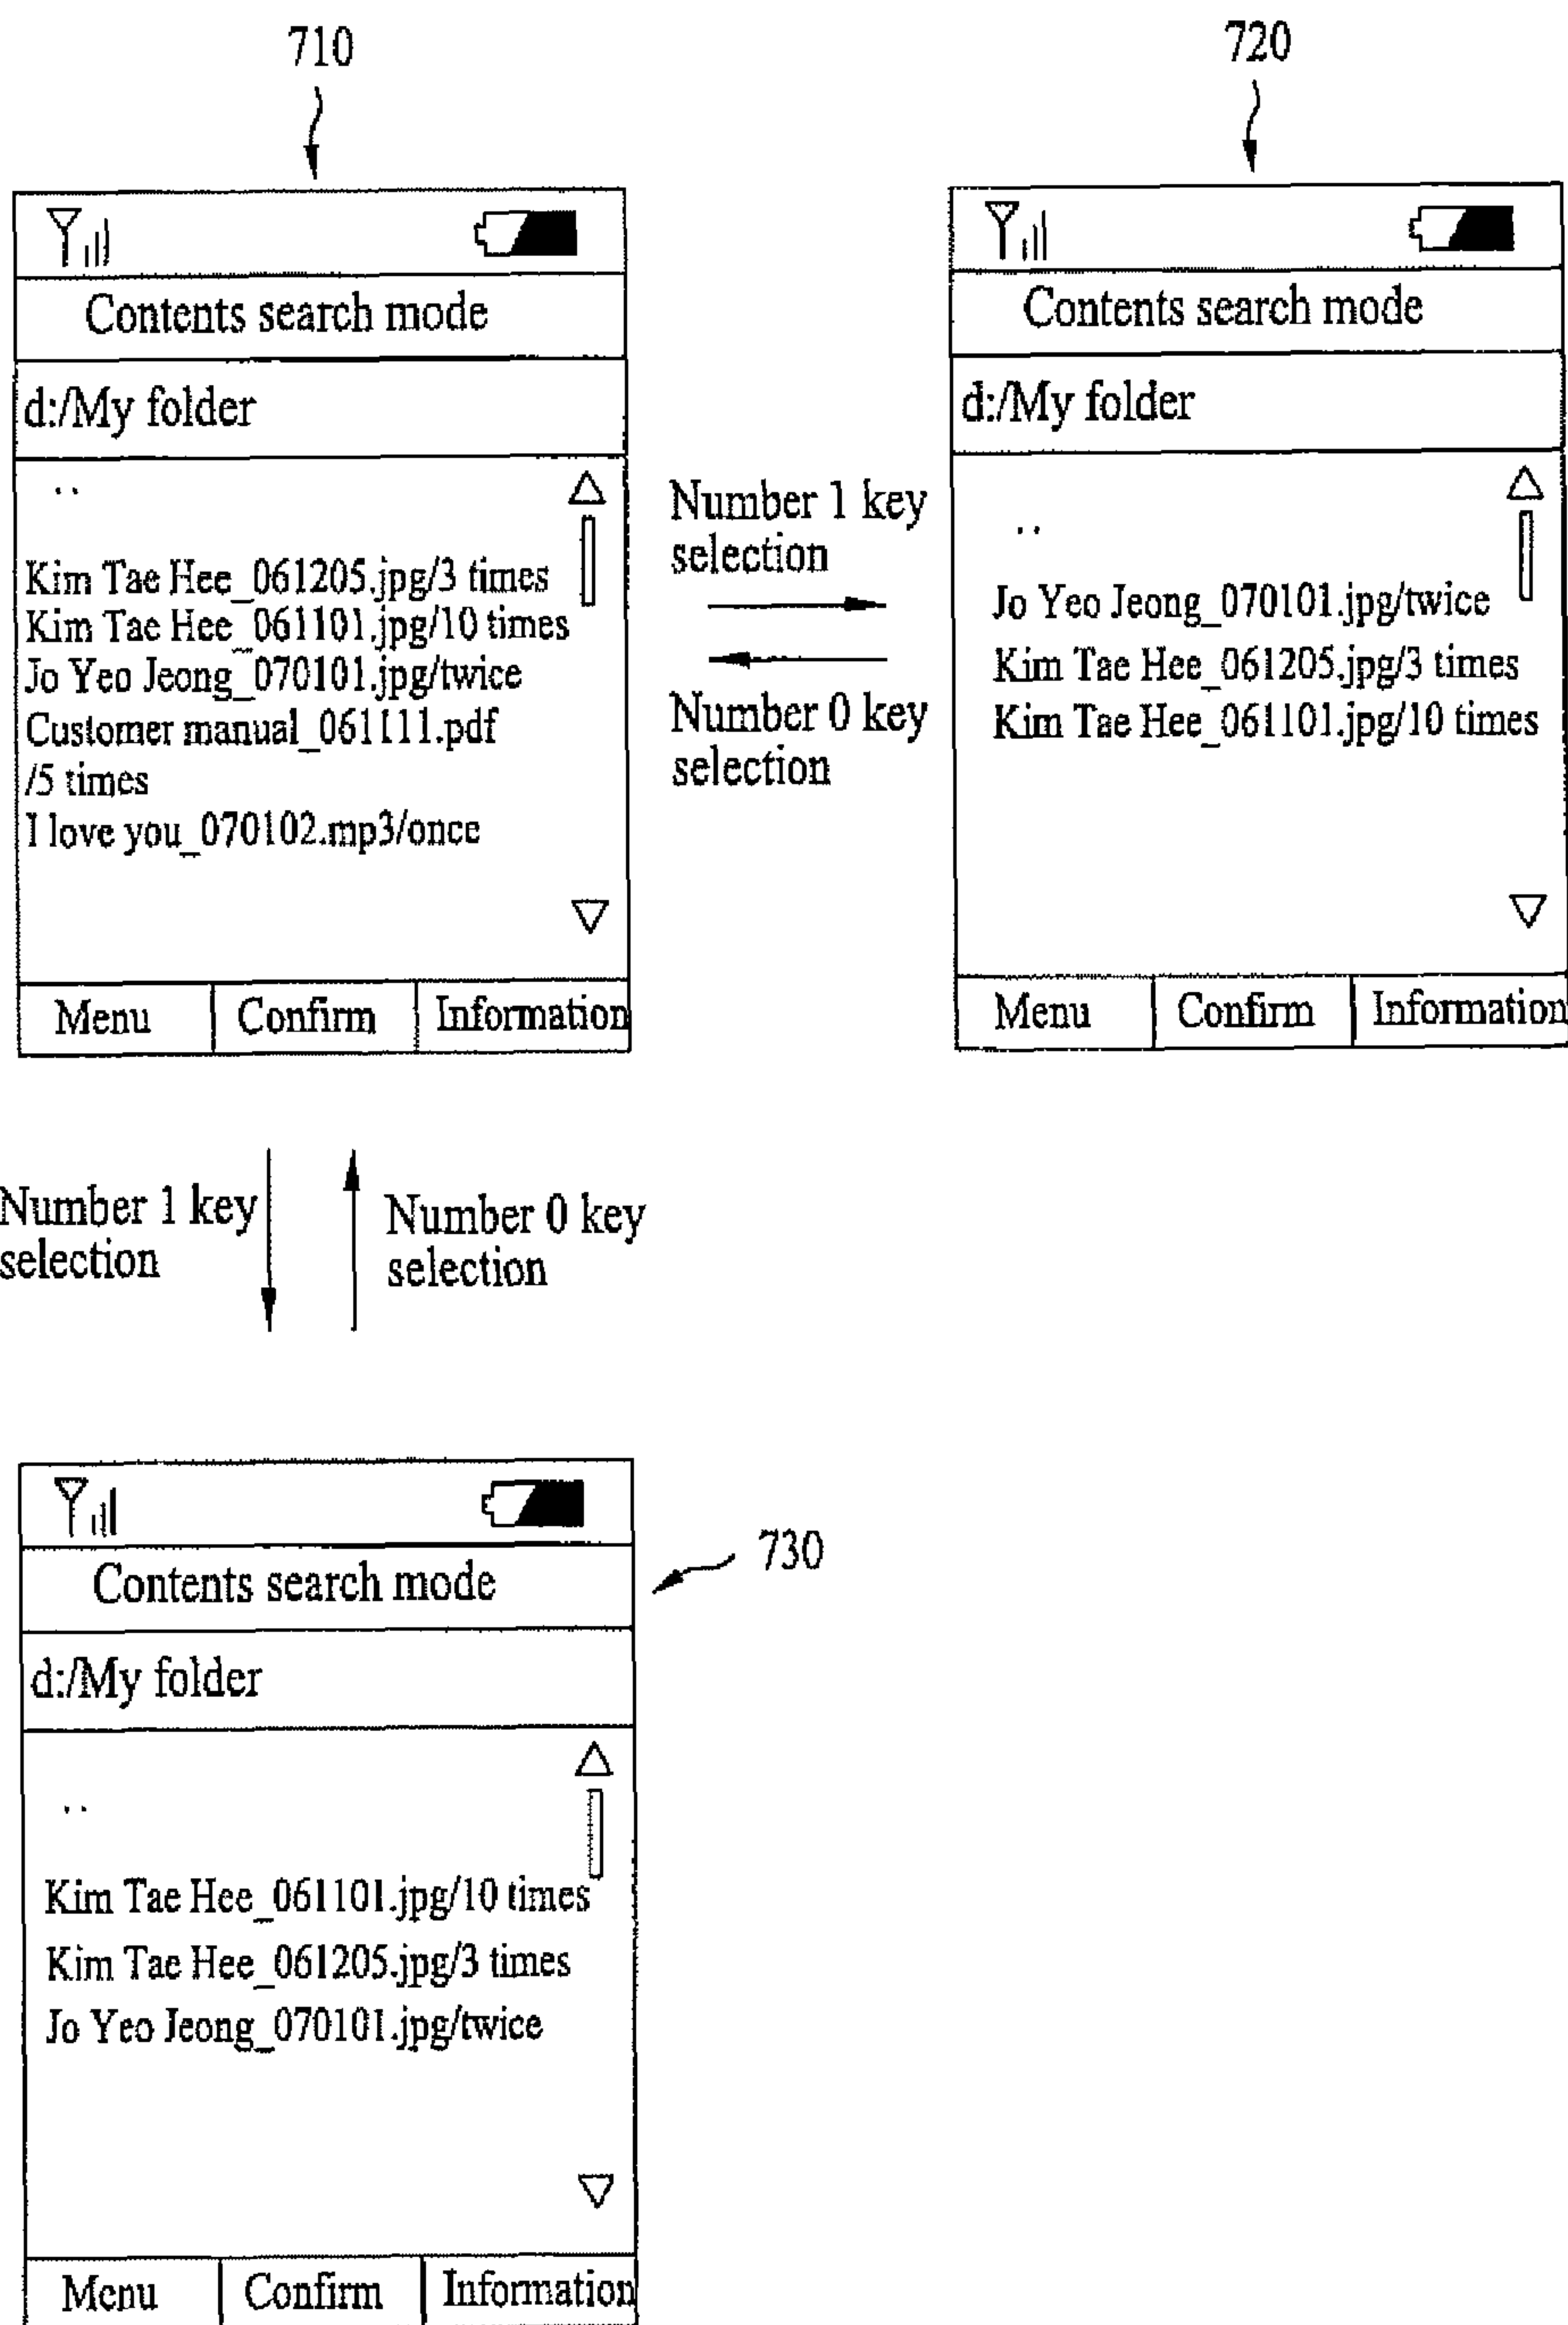 710
Contents search mode
d:/My folder
..
Kim Tae Hee_061205.jpg/3 times
Kim Tae Hee_061101.jpg/10 times
Jo Yeo Jeong_070101.jpg/twice
Customer manual_061111.pdf
/5 times
I love you_070102.mp3/once
Menu Confirm Information
Number 1 key
selection
Number 0 key
selection
720
Contents search mode
d:/My folder
..
Jo Yeo Jeong_070101.jpg/twice
Kim Tae Hee_061205.jpg/3 times
Kim Tae Hee_061101.jpg/10 times
Menu Confirm Information
Number 1 key
selection
Number 0 key
selection
730
Contents search mode
d:/My folder
..
Kim Tae Hee_061101.jpg/10 times
Kim Tae Hee_061205.jpg/3 times
Jo Yeo Jeong_070101.jpg/twice
Menu Confirm Information